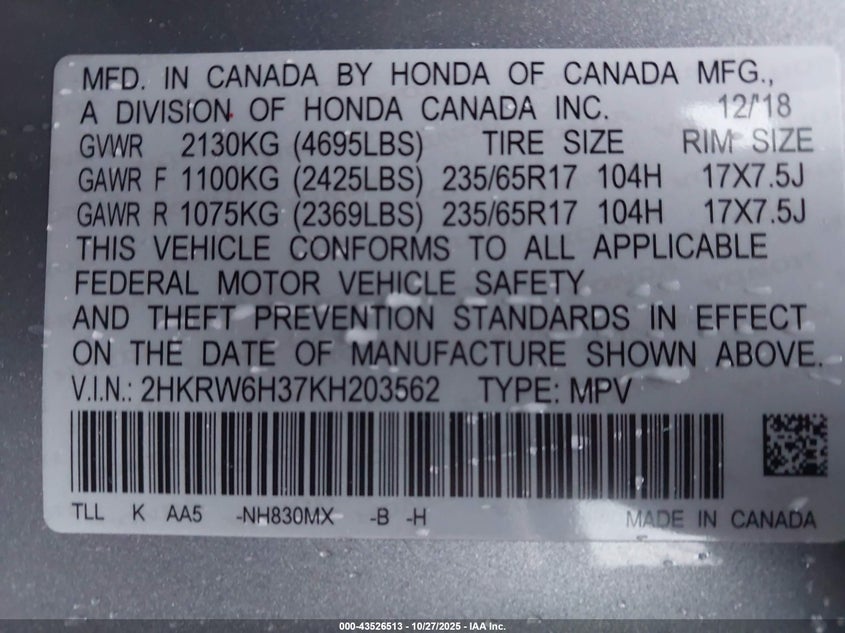 MFD. IN CANADA BY HONDA OF CANADA MFG.,
A DIVISION OF HONDA CANADA INC. 12/18
GVWR 2130KG (4695LBS) TIRE SIZE RIM SIZE
GAWR F 1100KG (2425LBS) 235/65R17 104H 17X7.5J
GAWR R 1075KG (2369LBS) 235/65R17 104H 17X7.5J
THIS VEHICLE CONFORMS TO ALL APPLICABLE
FEDERAL MOTOR VEHICLE SAFETY
AND THEFT PREVENTION STANDARDS IN EFFECT
ON THE DATE OF MANUFACTURE SHOWN ABOVE.
V.I.N.: 2HKRW6H37KH203562 TYPE: MPV
TLL K AA5 -NH830MX -B -H MADE IN CANADA
000-43526513 - 10/27/2025 - IAA Inc.